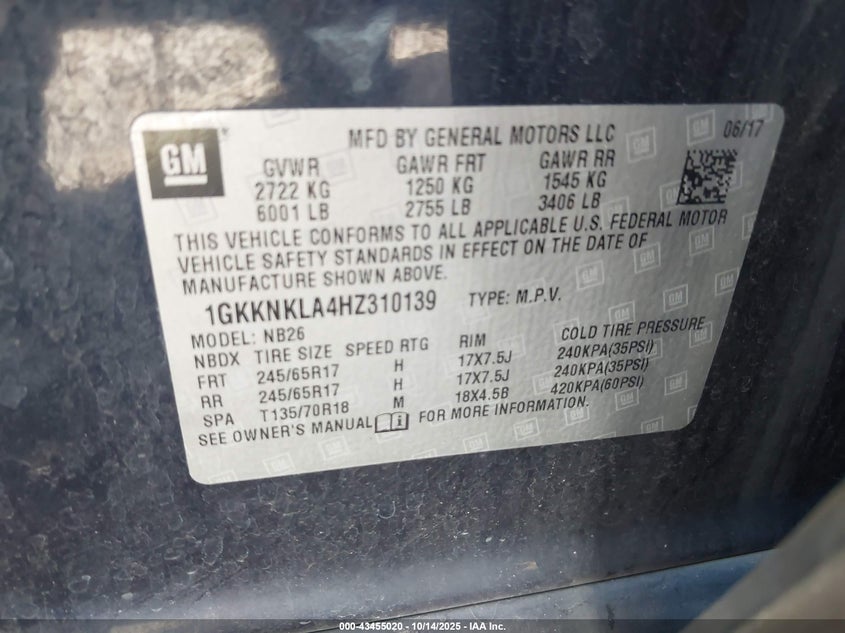 GM
®
MFD BY GENERAL MOTORS LLC 06/17
GVWR GAWR FRT GAWR RR
2722 KG 1250 KG 1545 KG
6001 LB 2755 LB 3406 LB
THIS VEHICLE CONFORMS TO ALL APPLICABLE U.S. FEDERAL MOTOR
VEHICLE SAFETY STANDARDS IN EFFECT ON THE DATE OF
MANUFACTURE SHOWN ABOVE.
1GKKNKLA4HZ310139 TYPE: M.P.V.
MODEL: NB26
NBDX TIRE SIZE SPEED RTG RIM COLD TIRE PRESSURE
FRT 245/65R17 H 17X7.5J 240KPA(35PSI)
RR 245/65R17 H 17X7.5J 240KPA(35PSI)
SPA T135/70R18 M 18X4.5B 420KPA(60PSI)
SEE OWNER'S MANUAL FOR MORE INFORMATION.
000-43455020 - 10/14/2025 - IAA Inc.